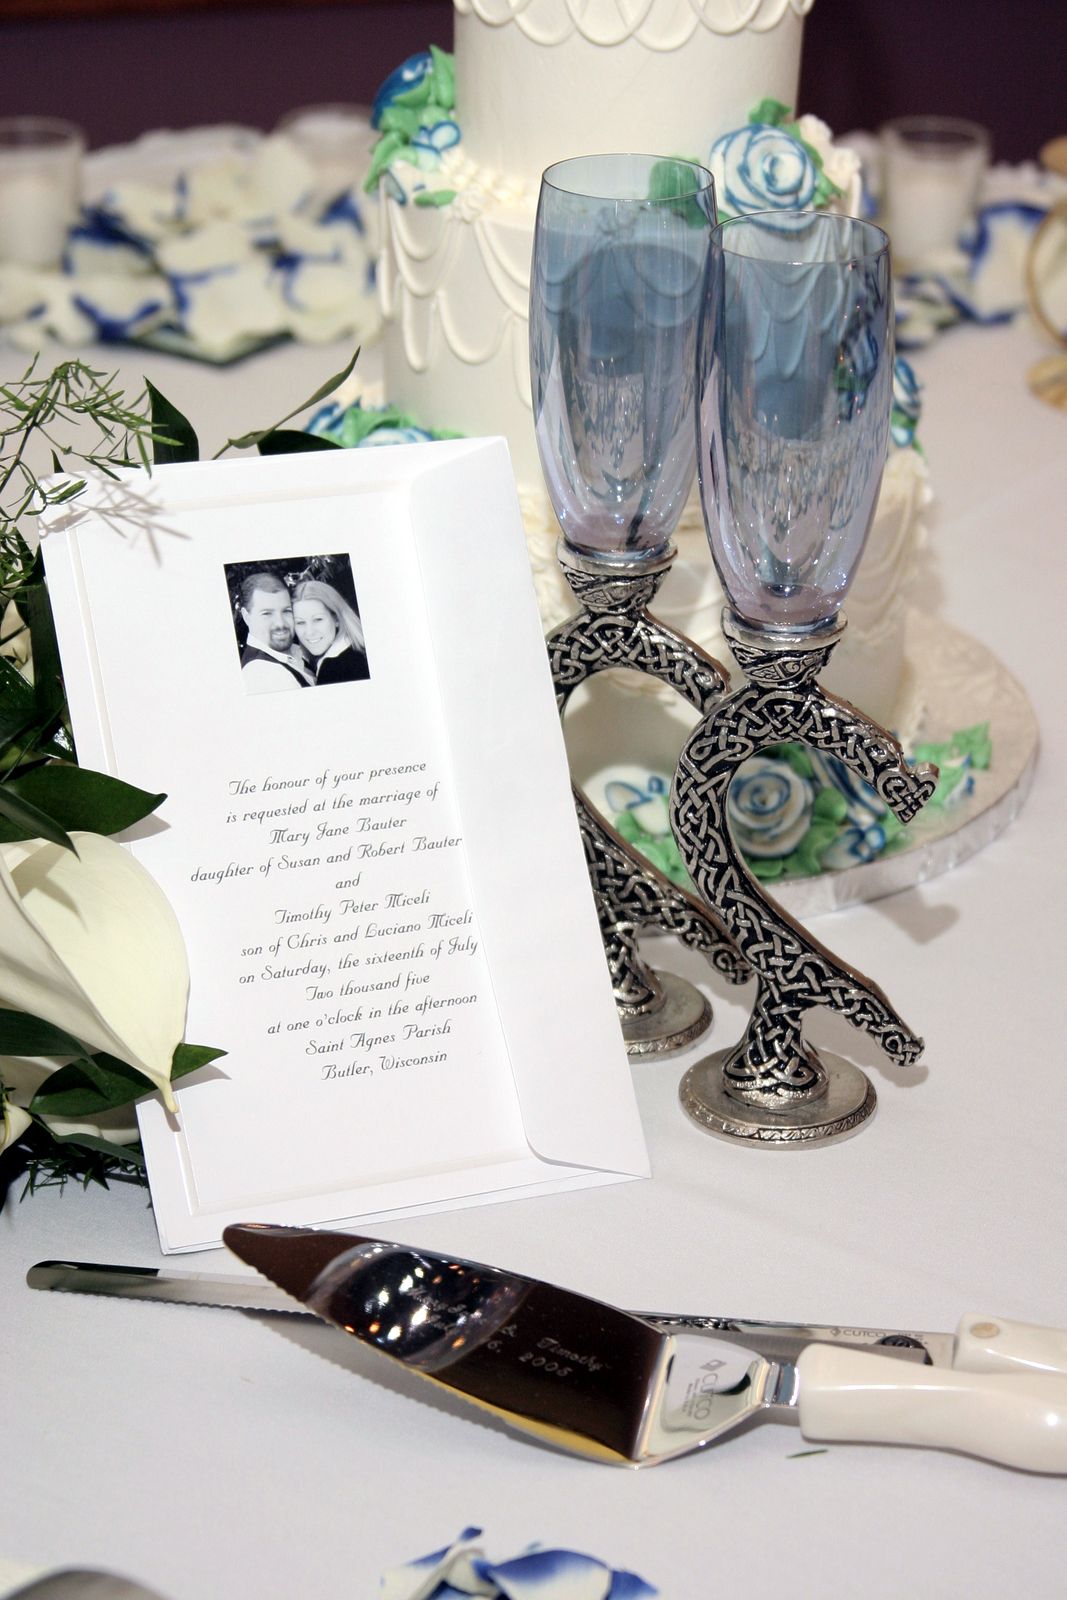 The honour of your presence
is requested at the marriage of
Mary Jane Bauter
daughter of Susan and Robert Bauter
and
Timothy Peter Miceli
son of Chris and Luciano Miceli
on Saturday, the sixteenth of July
Two thousand five
at one o'clock in the afternoon
Saint Agnes Parish
Butler, Wisconsin
& Timothy
16, 2005
CUTCO
CUTCO